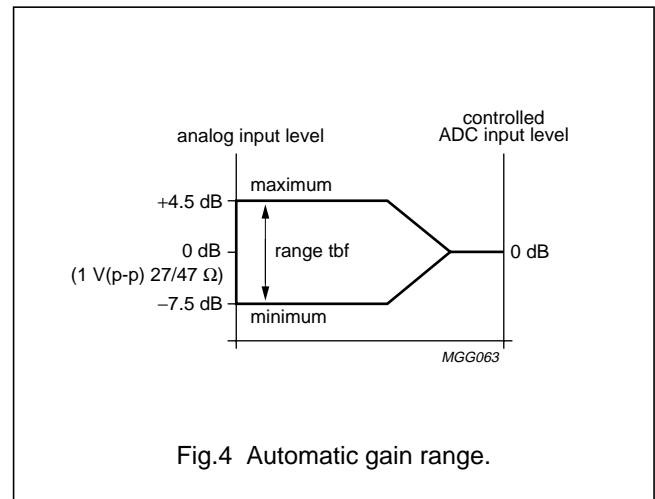 analog input level
controlled
ADC input level
+4.5 dB
maximum
0 dB
range tbf
0 dB
(1 V(p-p) 27/47 Ω)
−7.5 dB
minimum
MGG063
Fig.4 Automatic gain range.